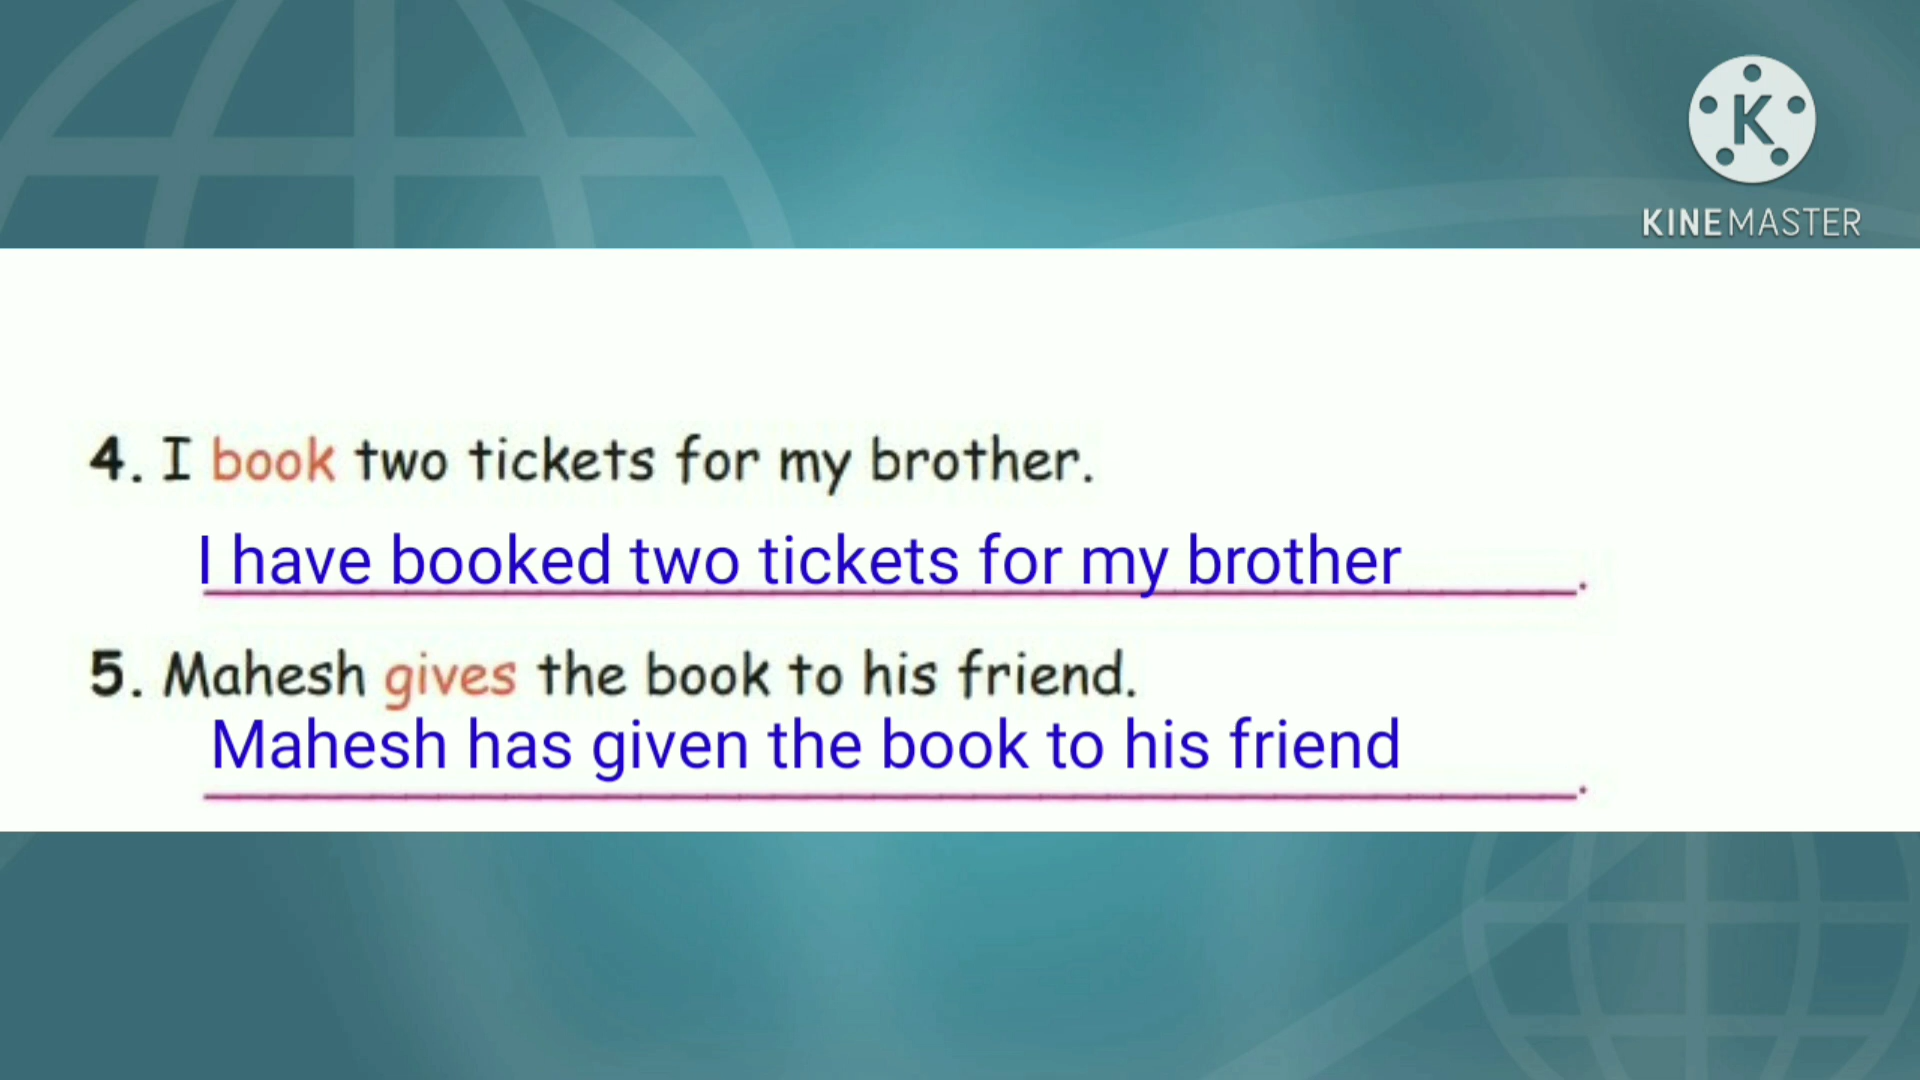 K
KINEMASTER
4. I book two tickets for my brother.
I have booked two tickets for my brother.
5. Mahesh gives the book to his friend.
Mahesh has given the book to his friend.